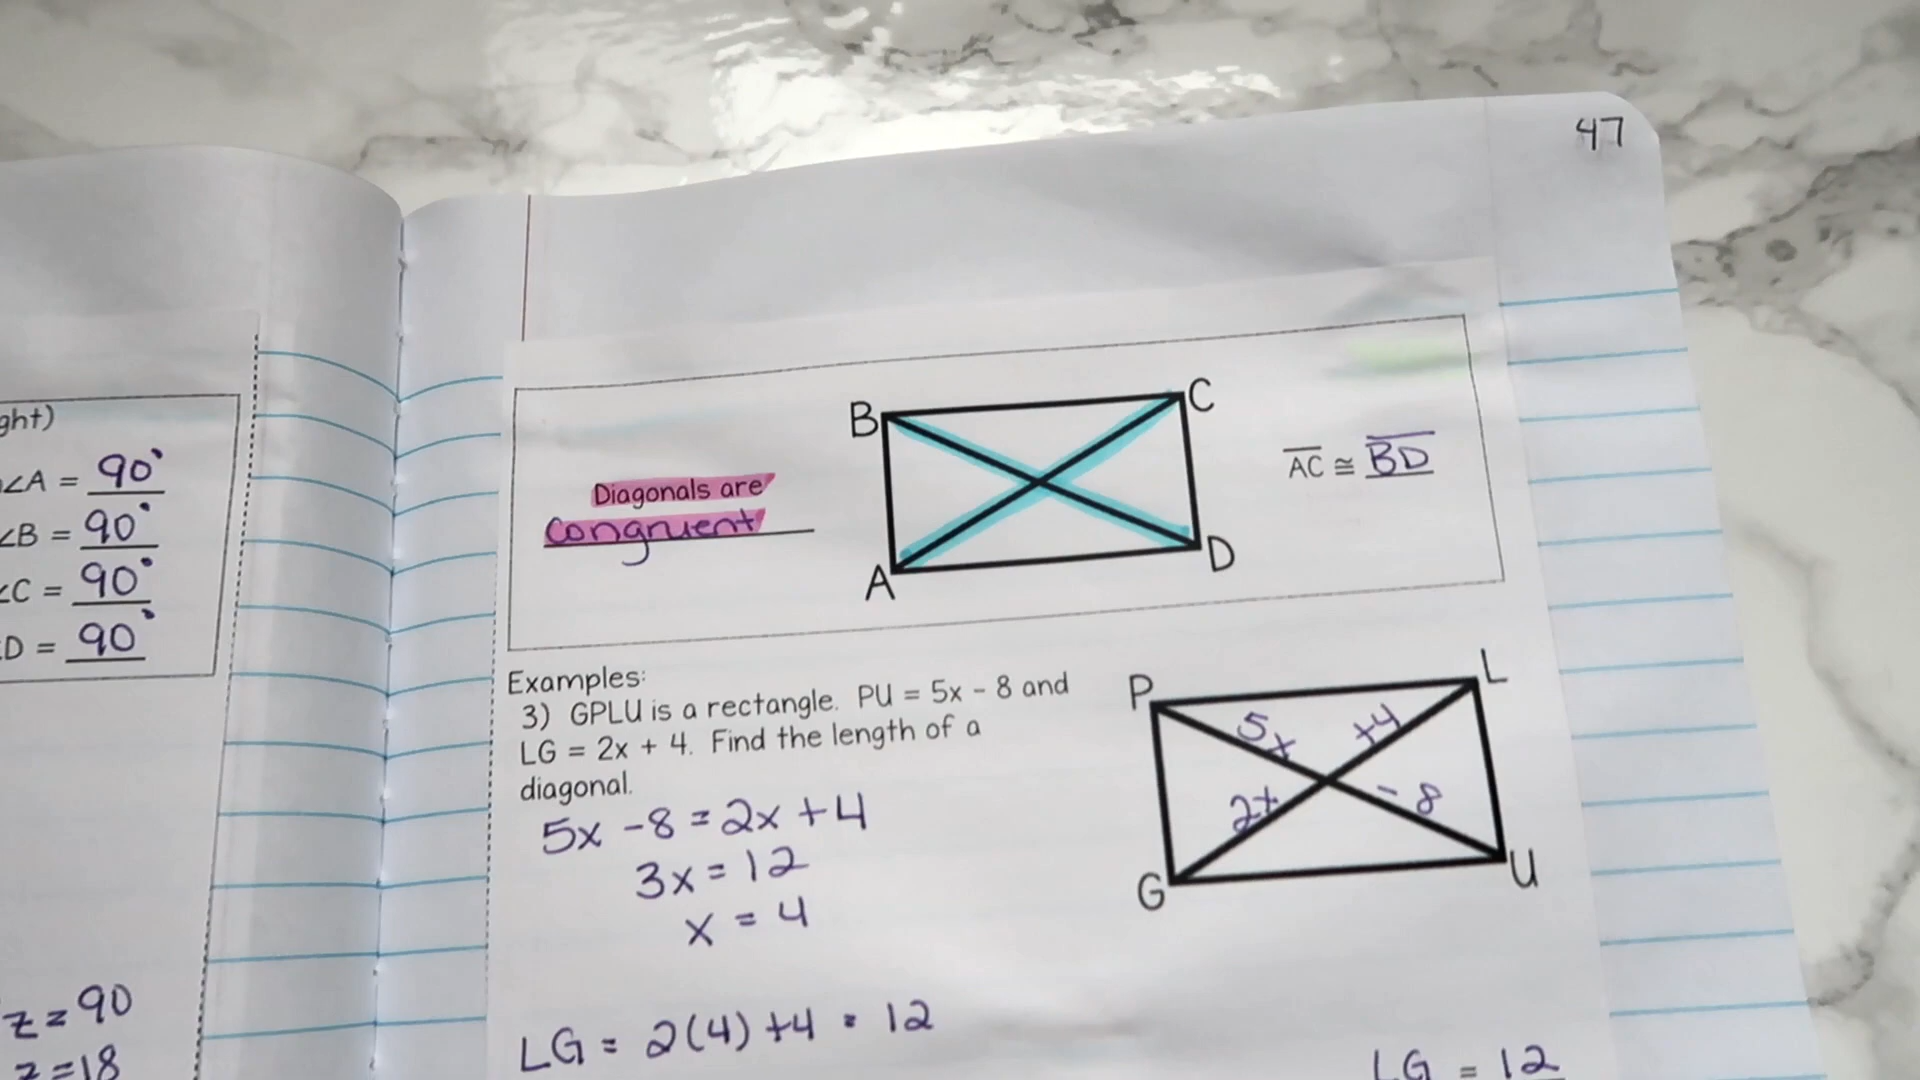 47
ght)
∠A = 90°
∠B = 90°
∠C = 90°
D = 90°
z = 90
z = 18
B
C
Diagonals are
congruent
AC ≅ BD
A
D
Examples:
3) GPLU is a rectangle. PU = 5x - 8 and
LG = 2x + 4. Find the length of a
diagonal.
5x - 8 = 2x + 4
3x = 12
x = 4
LG = 2(4) + 4 = 12
P
L
5x
+4
2x
- 8
G
U
LG = 12